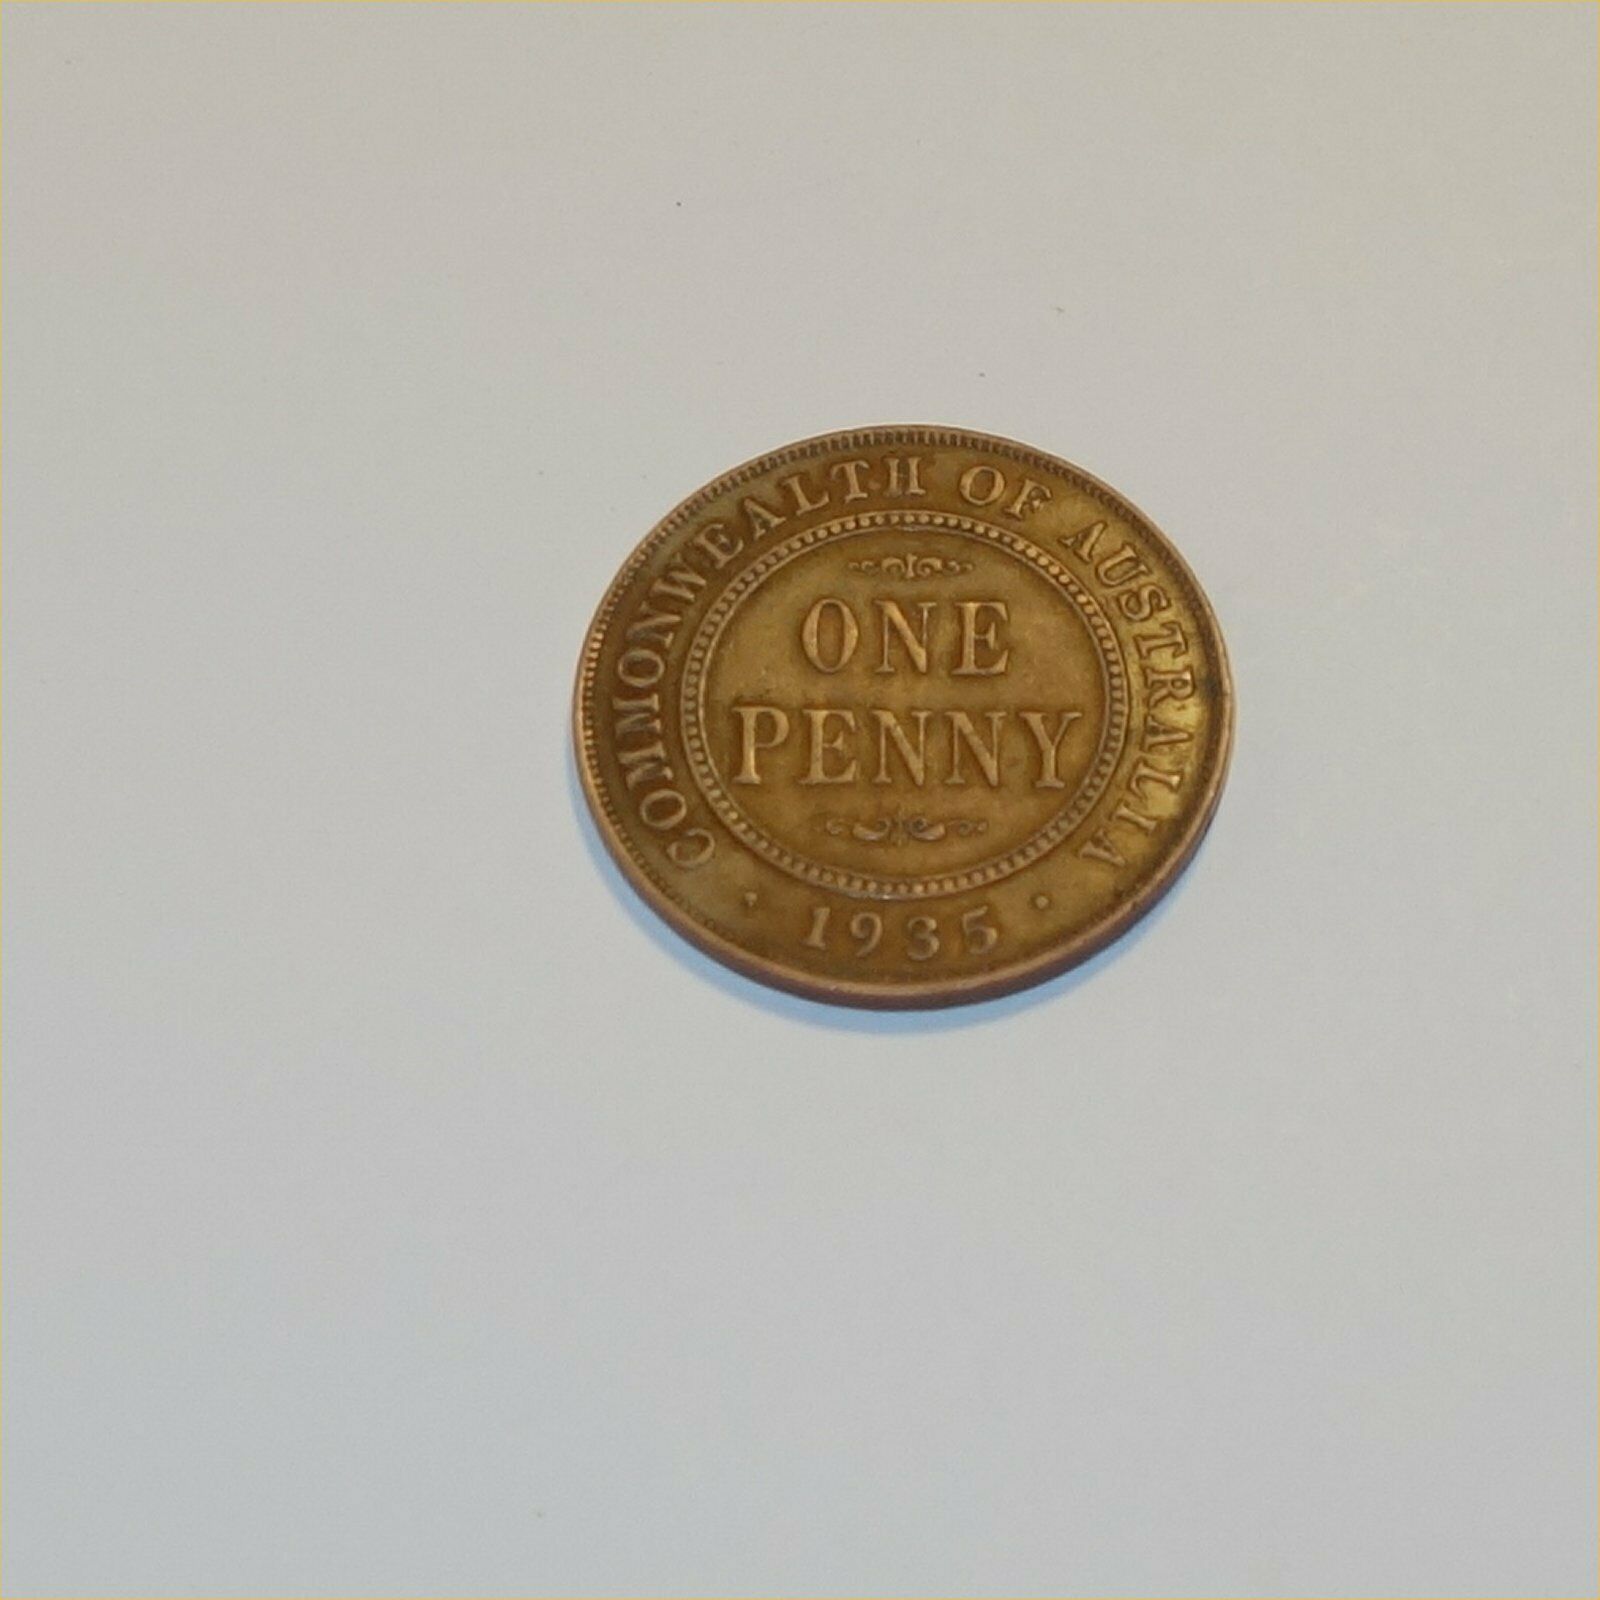 COMMONWEALTH OF AUSTRALIA
ONE
PENNY
· 1935 ·